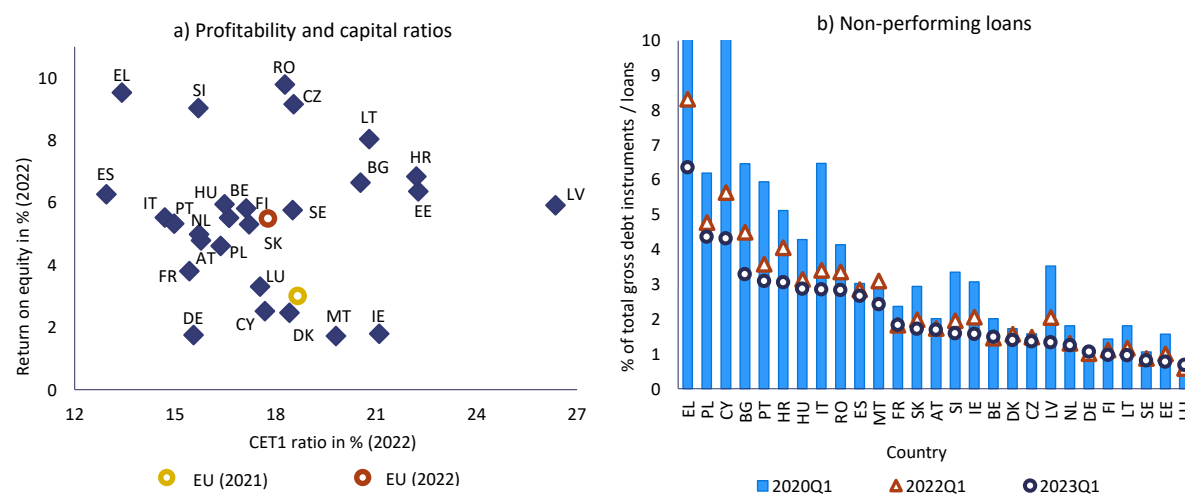 a) Profitability and capital ratios
Return on equity in % (2022)
10
8
6
4
2
0
EL
SI
RO
CZ
LT
HR
BG
EE
LV
ES
IT
PT
HU
BE
FI
SE
NL
SK
AT
PL
FR
LU
CY
DE
DK
MT
IE
12 15 18 21 24 27
CET1 ratio in % (2022)
EU (2021) EU (2022)
b) Non-performing loans
% of total gross debt instruments / loans
10
9
8
7
6
5
4
3
2
1
0
EL PL CY BG PT HR HU IT RO ES MT FR SK AT SI IE BE DK CZ LV NL DE FI LT SE EE LU
Country
2020Q1 2022Q1 2023Q1